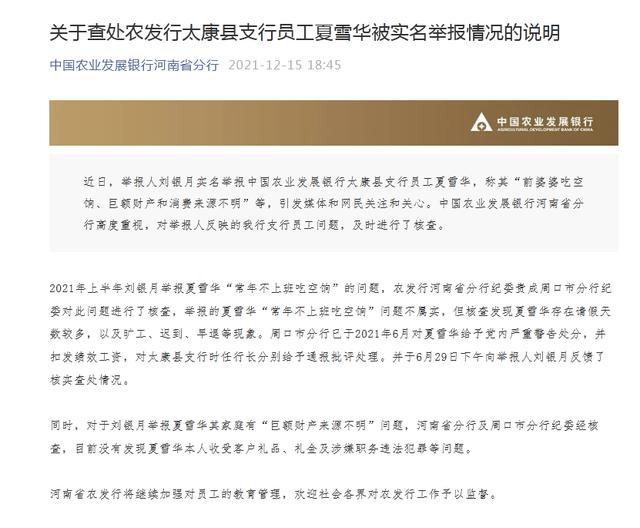 关于查处农发行太康县支行员工夏雪华被实名举报情况的说明
中国农业发展银行河南省分行 2021-12-15 18:45
中国农业发展银行
AGRICULTURAL DEVELOPMENT BANK OF CHINA
近日，举报人刘银月实名举报中国农业发展银行太康县支行员工夏雪华，称其“前婆婆吃空
饷、巨额财产和消费来源不明”等，引发媒体和网民关注和关心。中国农业发展银行河南省分
行高度重视，对举报人反映的我行支行员工问题，及时进行了核查。
2021年上半年刘银月举报夏雪华“常年不上班吃空饷”的问题，农发行河南省分行纪委责成周口市分行纪
委对此问题进行了核查，举报的夏雪华“常年不上班吃空饷”问题不属实，但核查发现夏雪华存在请假天
数较多，以及旷工、迟到、早退等现象。周口市分行已于2021年6月对夏雪华给予党内严重警告处分，并
扣发绩效工资，对太康县支行时任行长分别给予通报批评处理。并于6月29日下午向举报人刘银月反馈了
核实查处情况。
同时，对于刘银月举报夏雪华其家庭有“巨额财产来源不明”问题，河南省分行及周口市分行纪委经核
查，目前没有发现夏雪华本人收受客户礼品、礼金及涉嫌职务违法犯罪等问题。
河南省农发行将继续加强对员工的教育管理，欢迎社会各界对农发行工作予以监督。